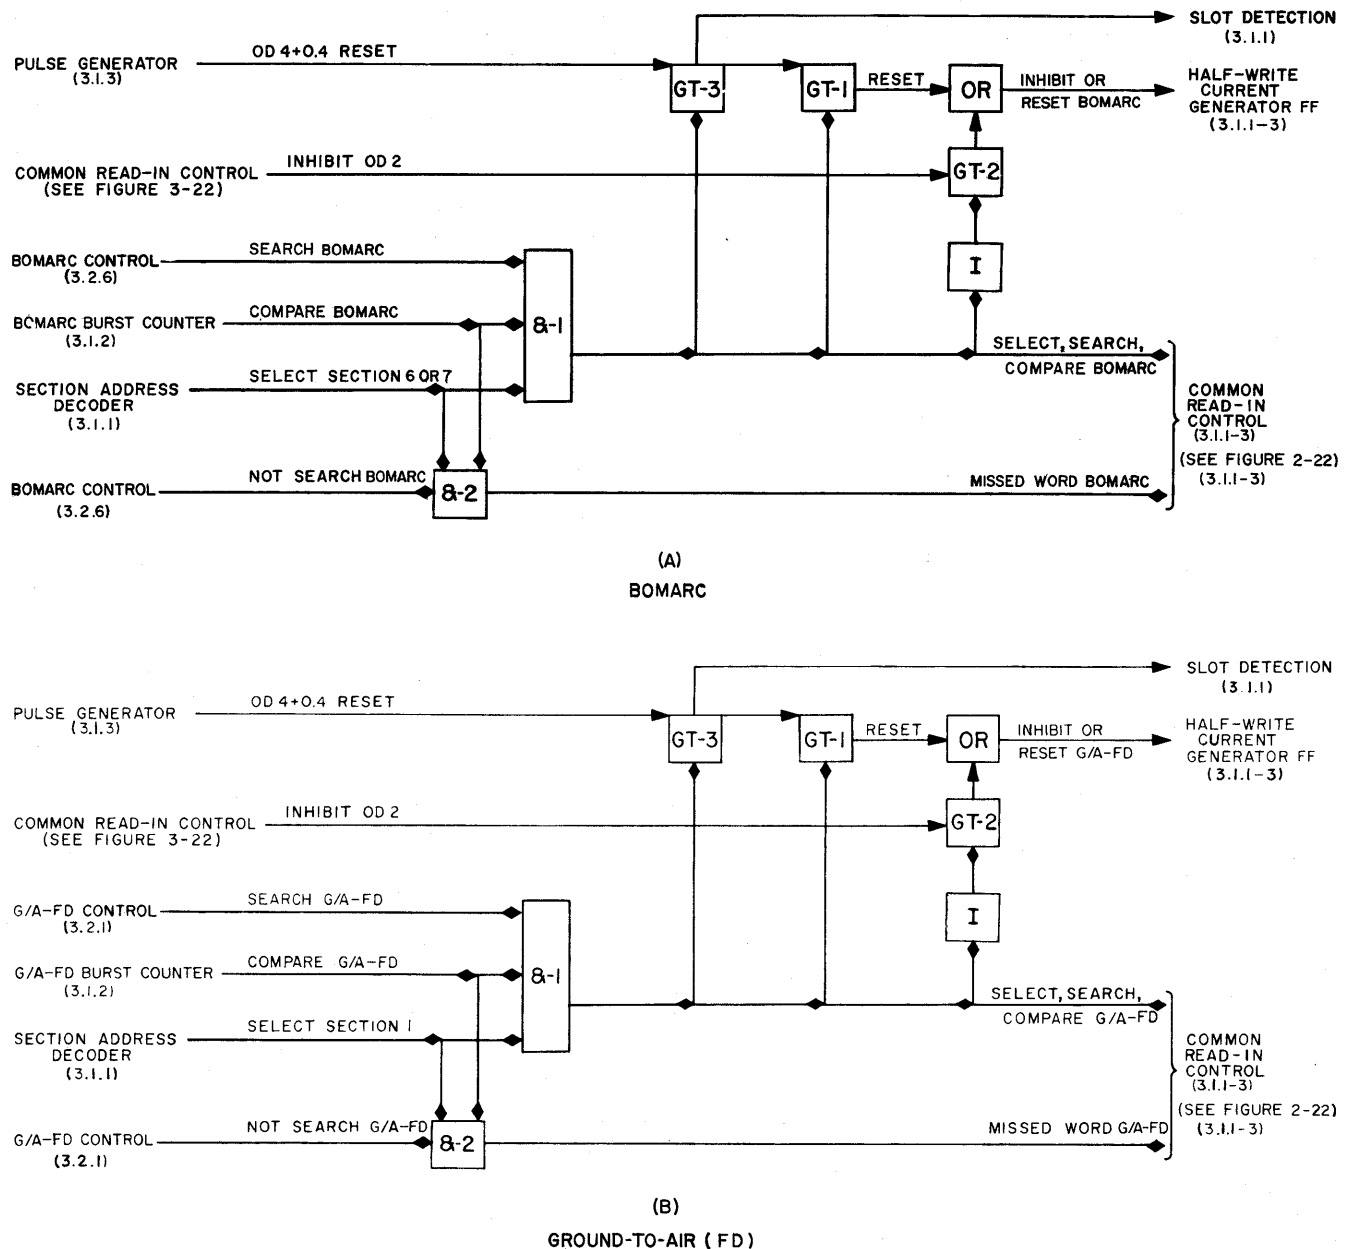 SLOT DETECTION
(3.1.1)
OD 4+0.4 RESET
PULSE GENERATOR
(3.1.3)
GT-3
GT-1
RESET
OR
INHIBIT OR
RESET BOMARC
HALF-WRITE
CURRENT
GENERATOR FF
(3.1.1-3)
INHIBIT OD 2
COMMON READ-IN CONTROL
(SEE FIGURE 3-22)
GT-2
SEARCH BOMARC
BOMARC CONTROL
(3.2.6)
I
COMPARE BOMARC
BOMARC BURST COUNTER
(3.1.2)
&-1
SELECT, SEARCH,
COMPARE BOMARC
SELECT SECTION 6 OR 7
SECTION ADDRESS
DECODER
(3.1.1)
COMMON
READ-IN
CONTROL
(3.1.1-3)
(SEE FIGURE 2-22)
(3.1.1-3)
NOT SEARCH BOMARC
BOMARC CONTROL
(3.2.6)
&-2
MISSED WORD BOMARC
(A)
BOMARC
SLOT DETECTION
(3.1.1)
OD 4+0.4 RESET
PULSE GENERATOR
(3.1.3)
GT-3
GT-1
RESET
OR
INHIBIT OR
RESET G/A-FD
HALF-WRITE
CURRENT
GENERATOR FF
(3.1.1-3)
INHIBIT OD 2
COMMON READ-IN CONTROL
(SEE FIGURE 3-22)
GT-2
SEARCH G/A-FD
G/A-FD CONTROL
(3.2.1)
I
COMPARE G/A-FD
G/A-FD BURST COUNTER
(3.1.2)
&-1
SELECT, SEARCH,
COMPARE G/A-FD
SELECT SECTION 1
SECTION ADDRESS
DECODER
(3.1.1)
COMMON
READ-IN
CONTROL
(3.1.1-3)
(SEE FIGURE 2-22)
(3.1.1-3)
NOT SEARCH G/A-FD
G/A-FD CONTROL
(3.2.1)
&-2
MISSED WORD G/A-FD
(B)
GROUND-TO-AIR (FD)